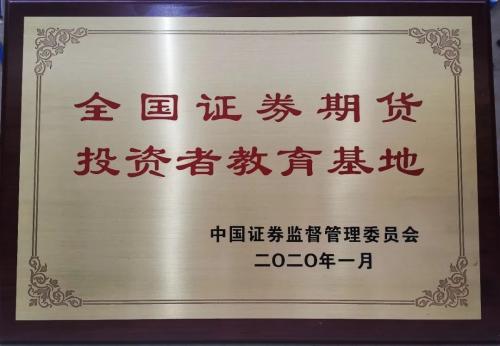 全国证券期货
投资者教育基地
中国证券监督管理委员会
二〇二〇年一月